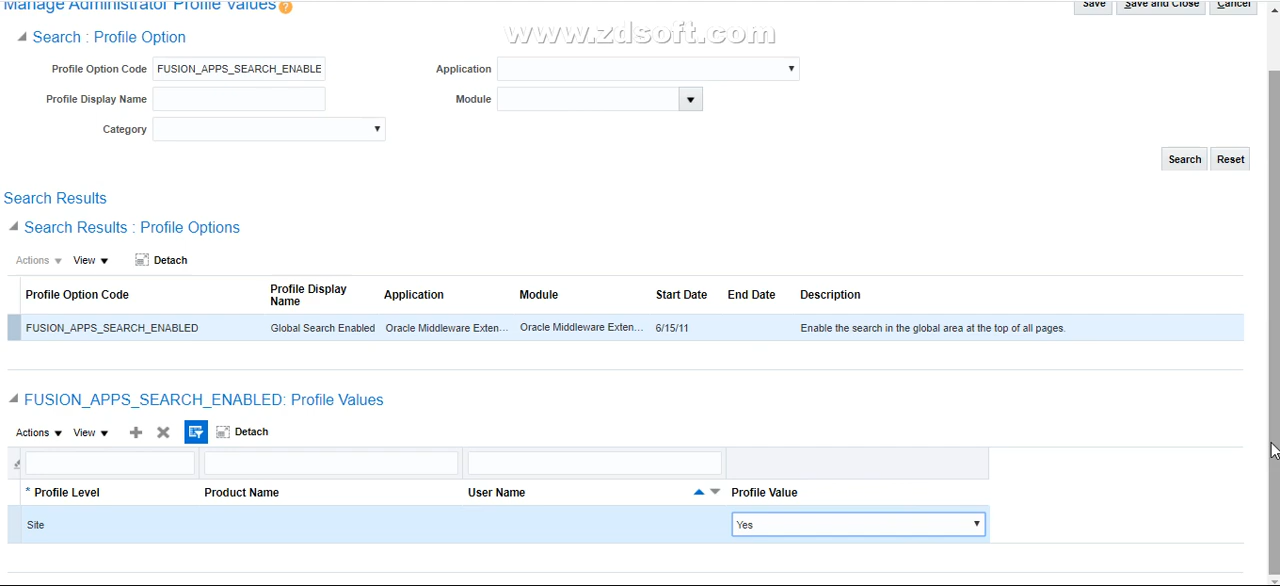 Manage Administrator Profile Values
Save Save and Close Cancel
www.zdsoft.com
Search : Profile Option
Profile Option Code FUSION_APPS_SEARCH_ENABLE Application
Profile Display Name Module
Category
Search Reset
Search Results
Search Results : Profile Options
Actions View Detach
Profile Option Code Profile Display Name Application Module Start Date End Date Description
FUSION_APPS_SEARCH_ENABLED Global Search Enabled Oracle Middleware Exten... Oracle Middleware Exten... 6/15/11 Enable the search in the global area at the top of all pages.
FUSION_APPS_SEARCH_ENABLED: Profile Values
Actions View Detach
* Profile Level Product Name User Name Profile Value
Site Yes